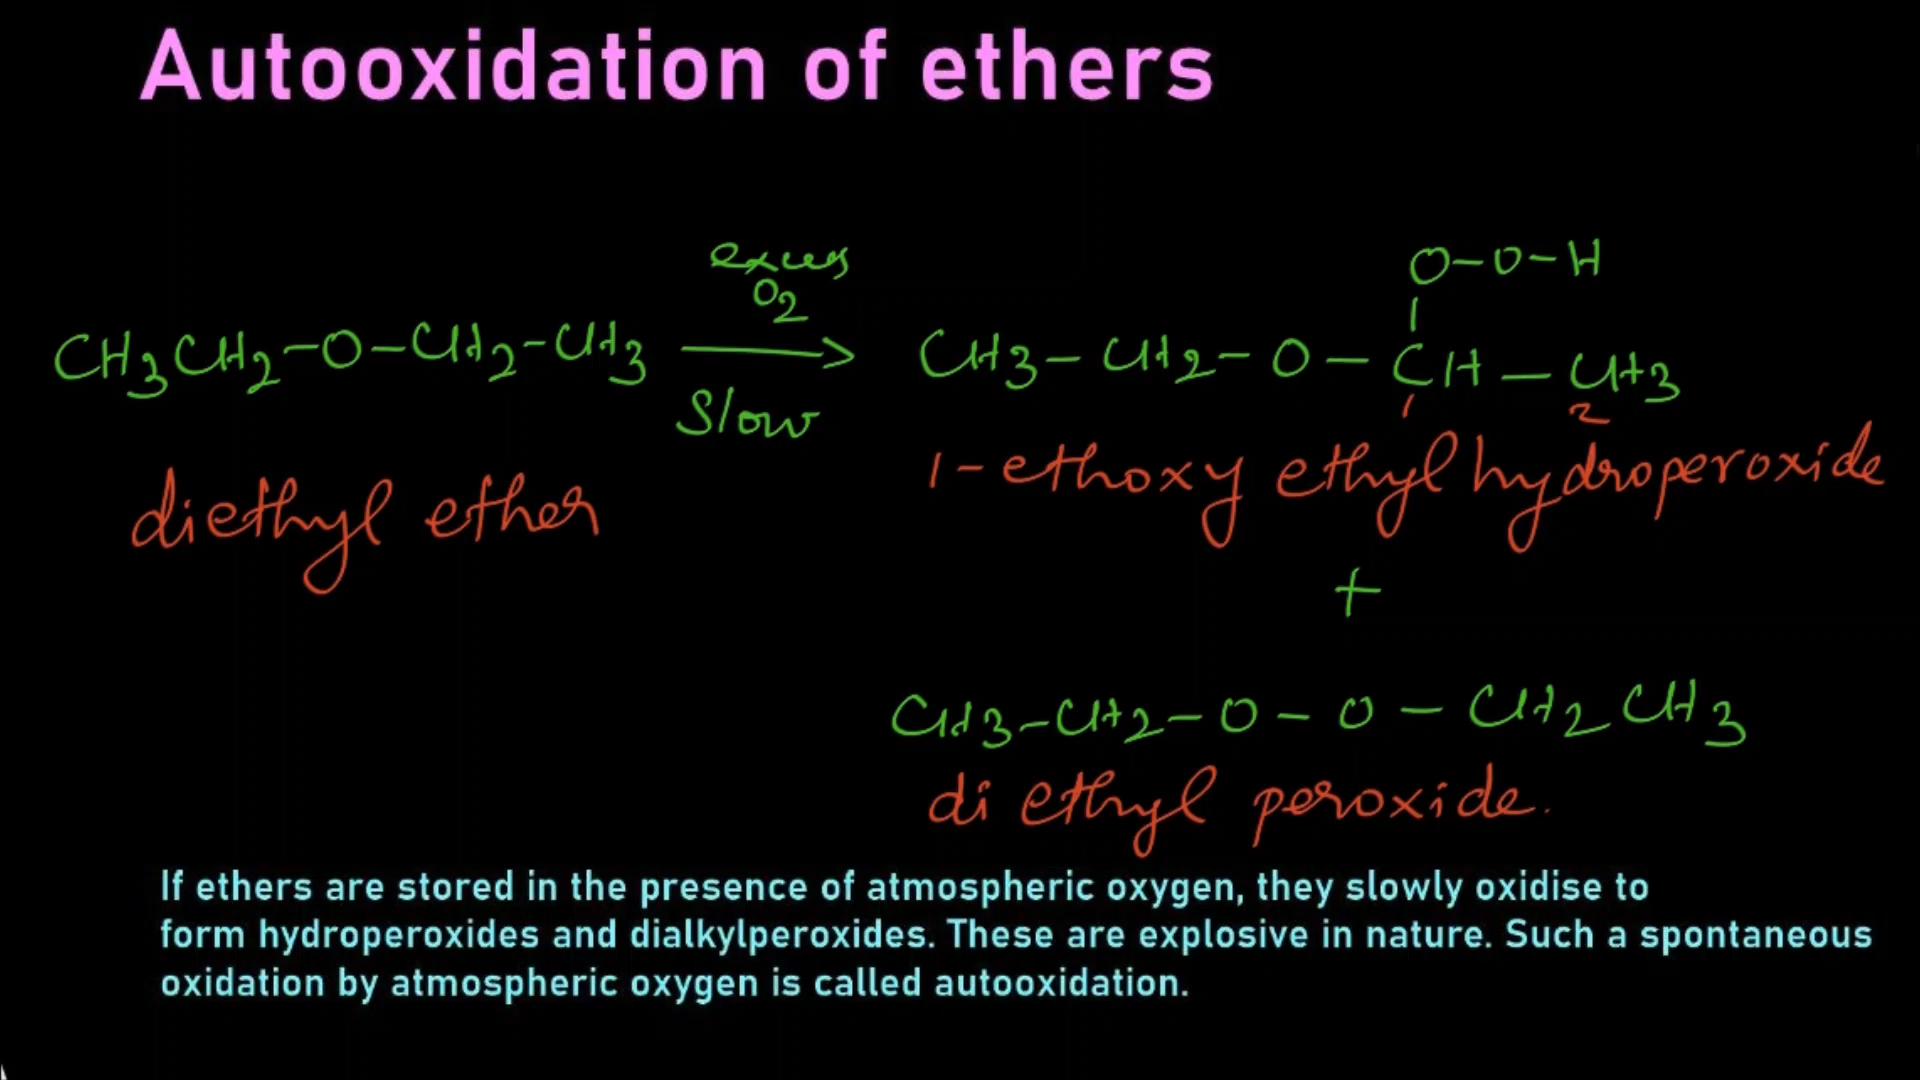 Autooxidation of ethers
excess
O2
O-O-H
CH3CH2-O-CH2-CH3 → CH3-CH2-O-CH-CH3
Slow
1 2
1-ethoxy ethyl hydroperoxide
diethyl ether
+
CH3-CH2-O-O-CH2CH3
di ethyl peroxide.
If ethers are stored in the presence of atmospheric oxygen, they slowly oxidise to
form hydroperoxides and dialkylperoxides. These are explosive in nature. Such a spontaneous
oxidation by atmospheric oxygen is called autooxidation.